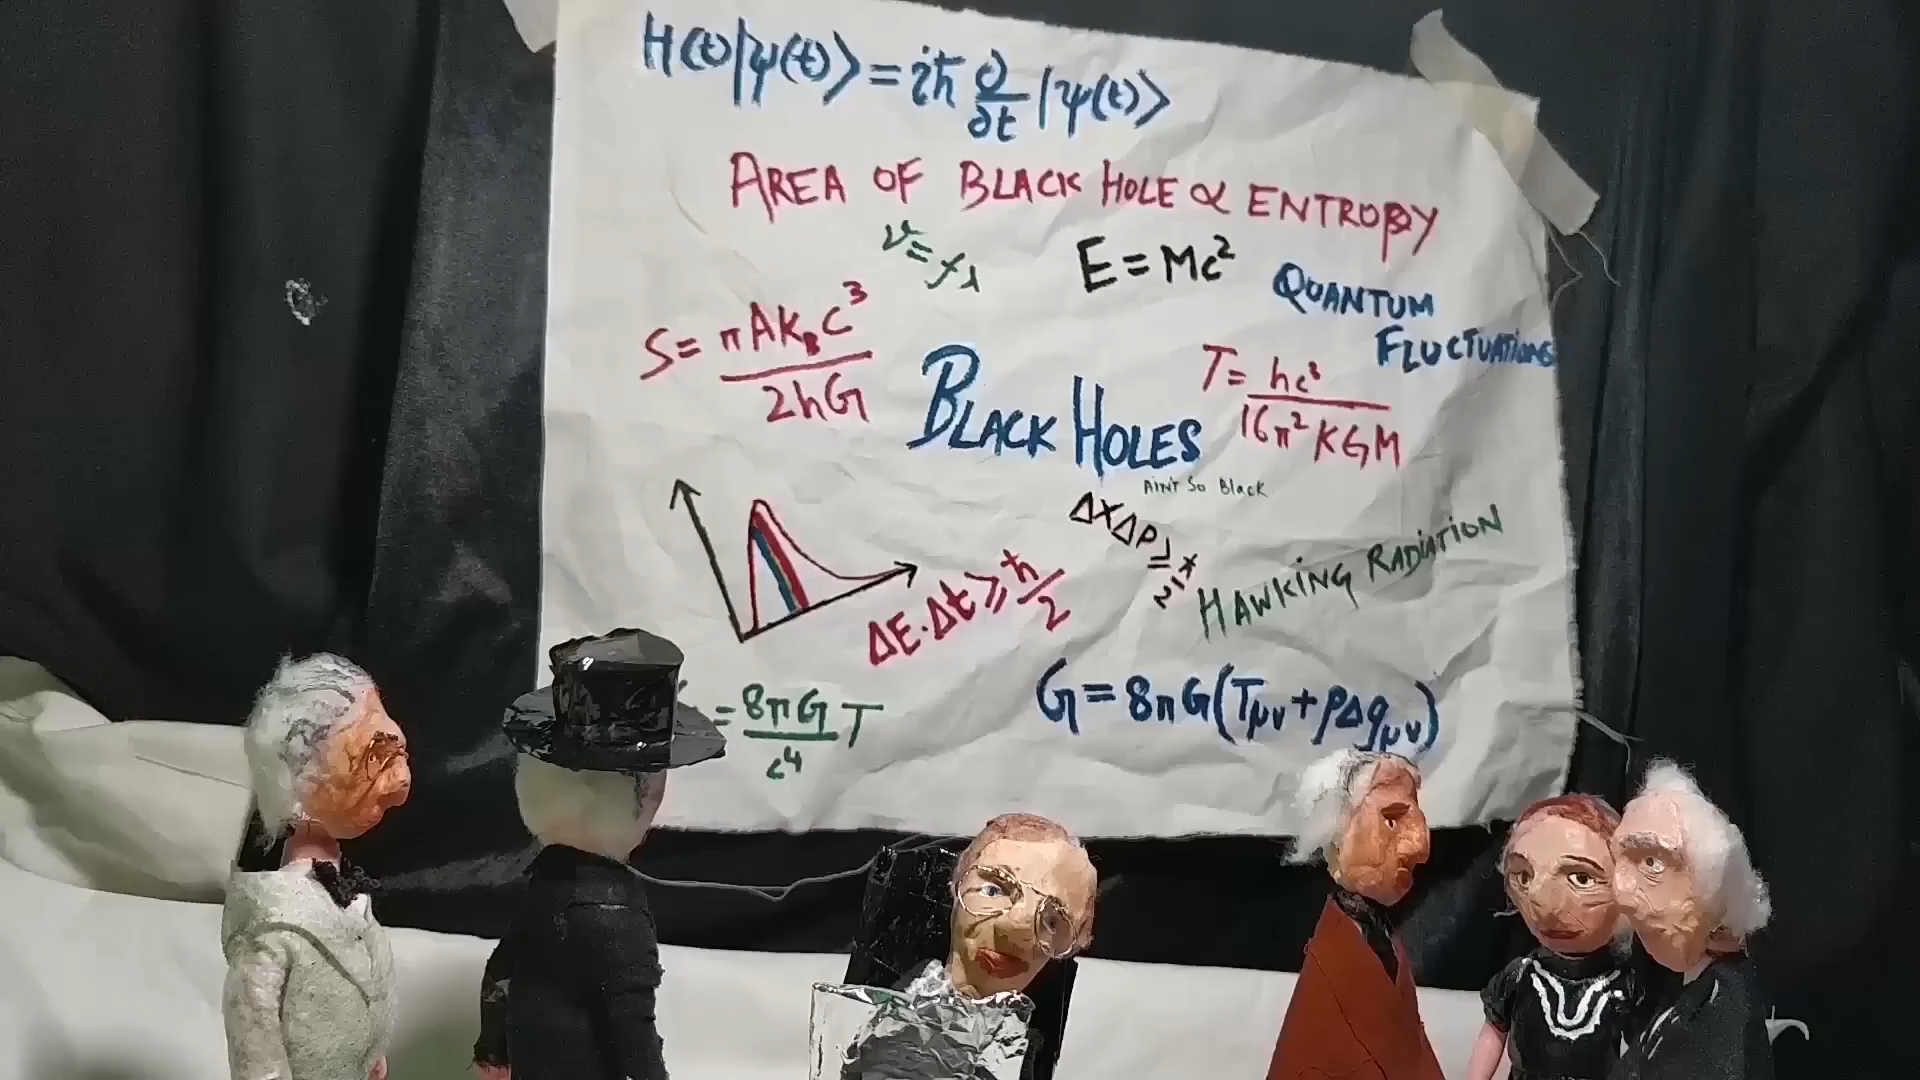 H(t)|ψ(t)⟩=iħ ∂/∂t |ψ(t)⟩
AREA OF BLACK HOLE α ENTROPY
v=fλ
E=Mc²
QUANTUM
FLUCTUATIONS
S= πAK_Bc³/2hG
BLACK HOLES
AIN'T SO BLACK
T= hc³/16π²KGM
ΔXΔp≥ħ/2
ΔE·Δt≥ħ/2
HAWKING RADIATION
=8πG/c⁴ T
G=8πG(Tμν+ρΔgμν)